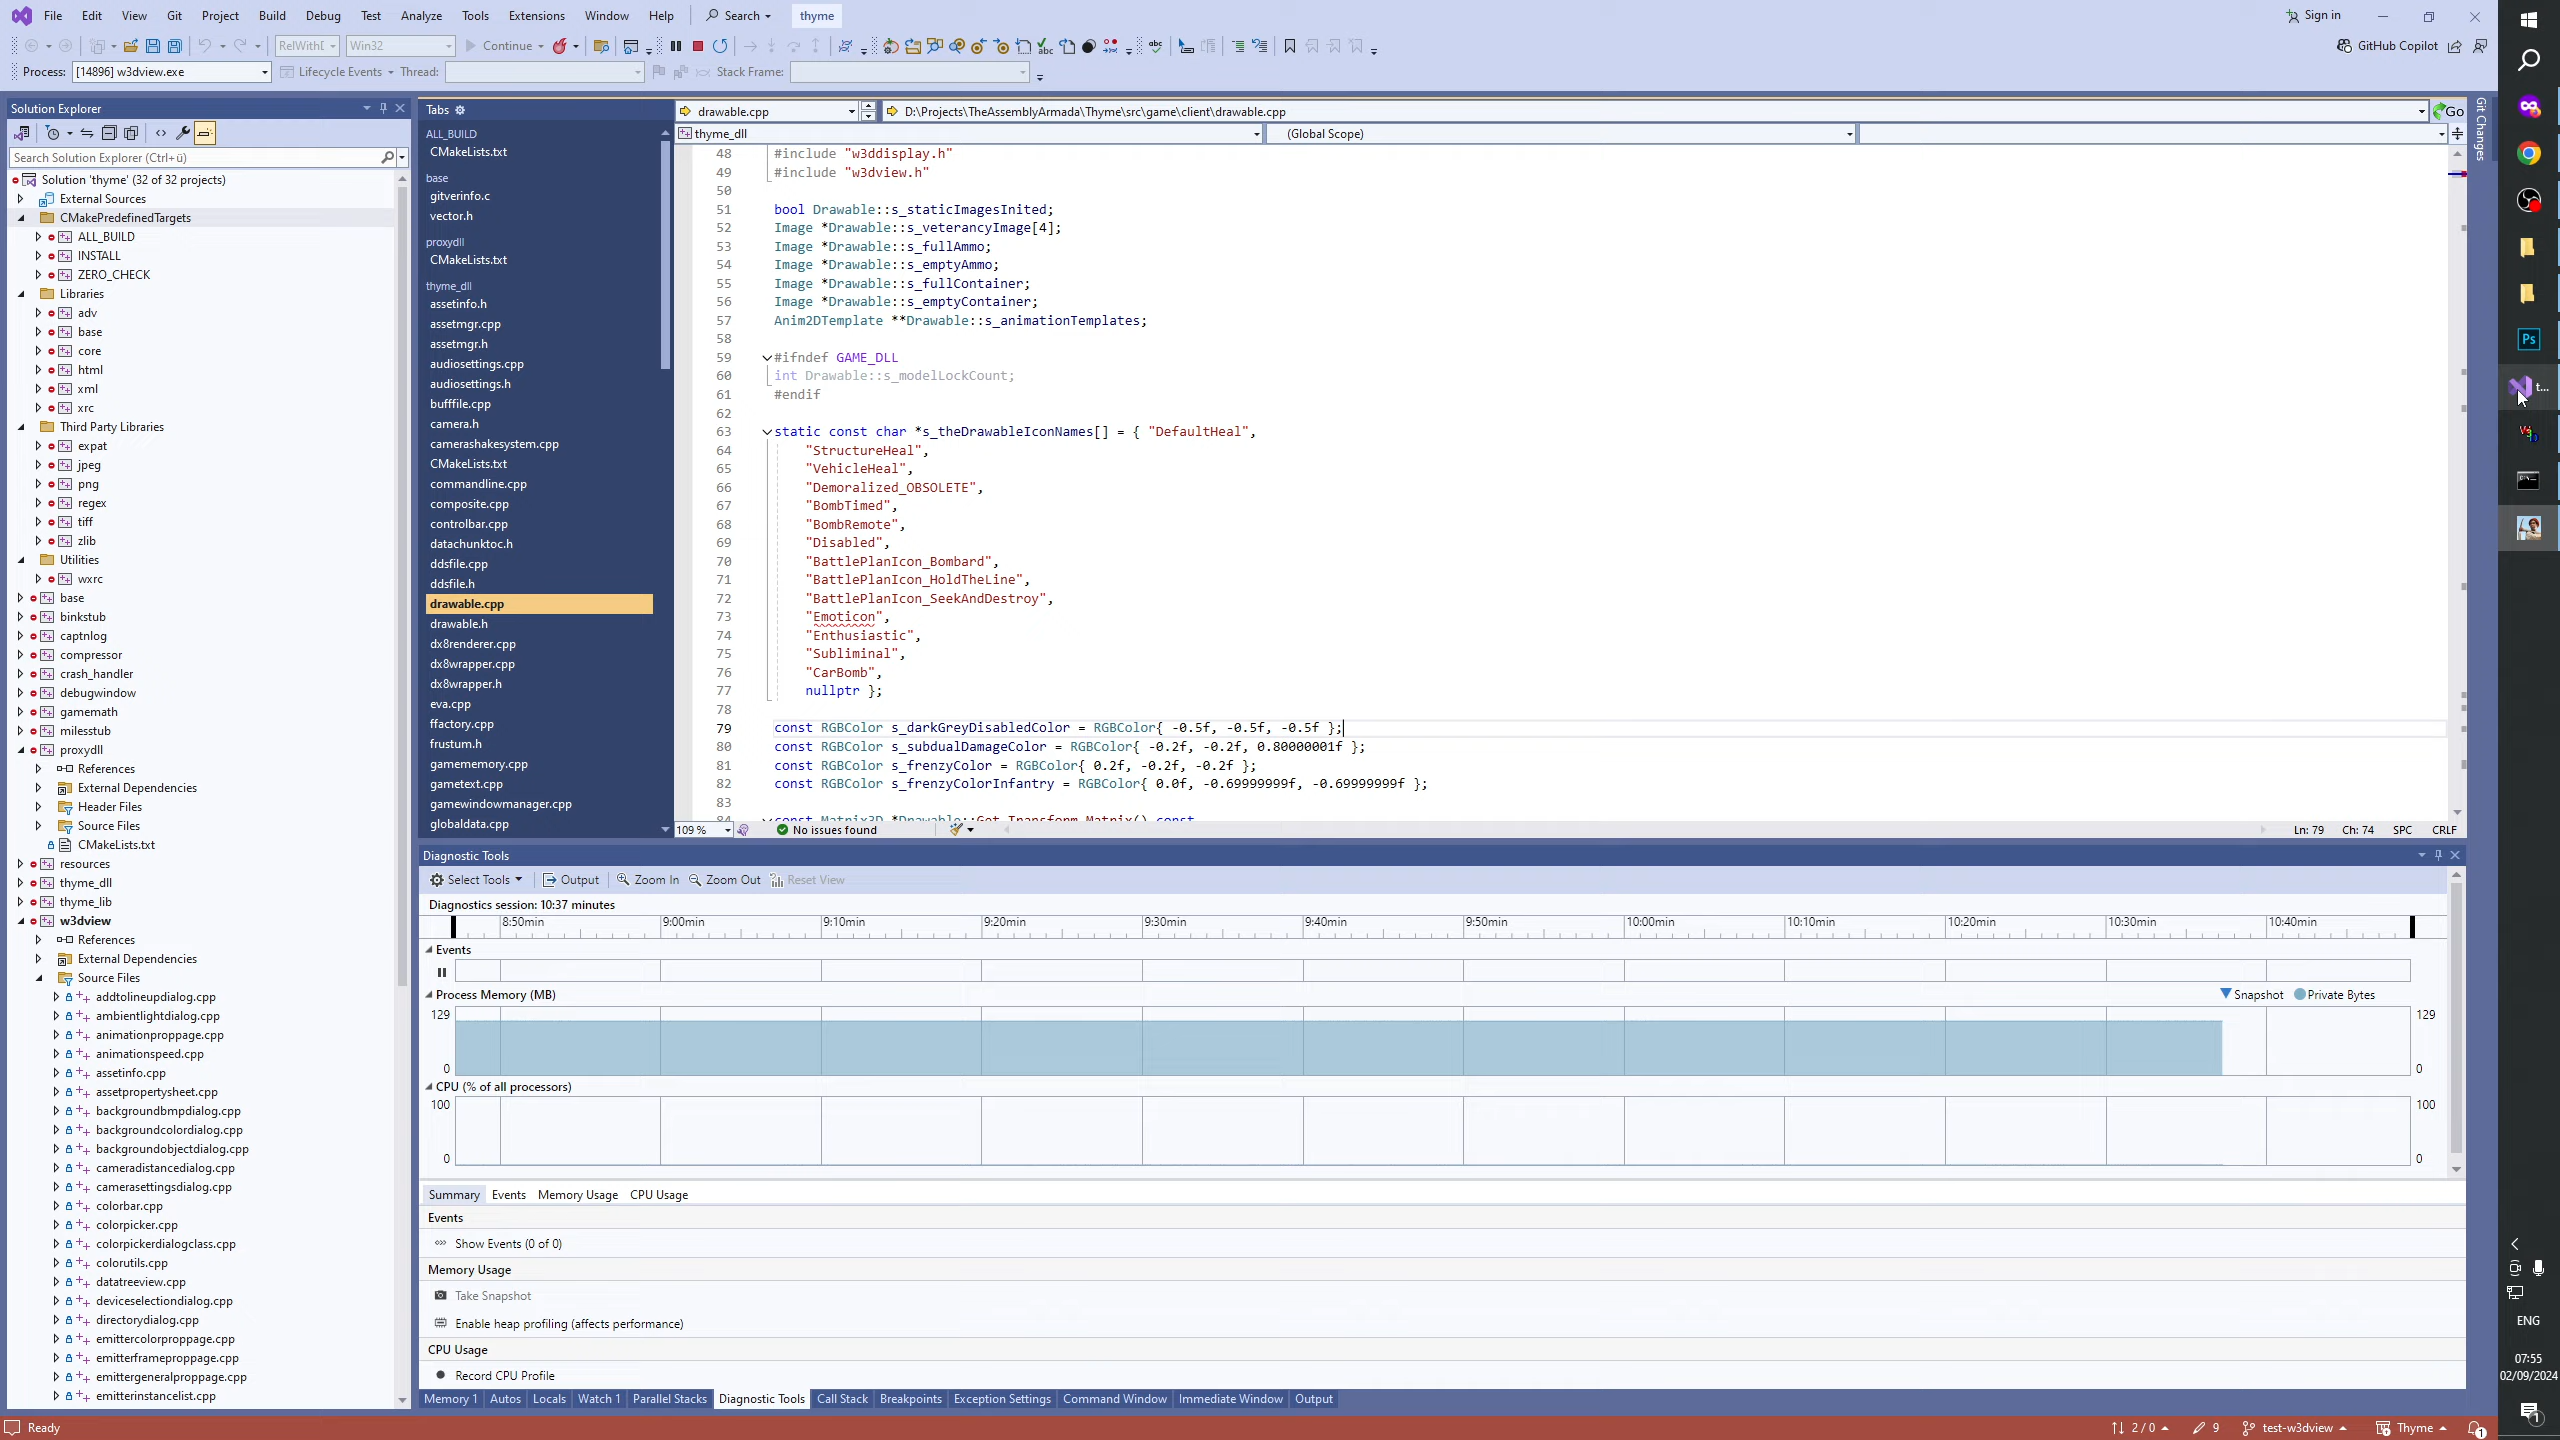 File Edit View Git Project Build Debug Test Analyze Tools Extensions Window Help Search thyme Sign in
RelWithI Win32 Continue GitHub Copilot
Process: [14896] w3dview.exe Lifecycle Events Thread: Stack Frame:
Solution Explorer
Search Solution Explorer (Ctrl+ü)
Solution 'thyme' (32 of 32 projects)
External Sources
CMakePredefinedTargets
ALL_BUILD
INSTALL
ZERO_CHECK
Libraries
adv
base
core
html
xml
xrc
Third Party Libraries
expat
jpeg
png
regex
tiff
zlib
Utilities
wxrc
base
binkstub
captnlog
compressor
crash_handler
debugwindow
gamemath
milesstub
proxydll
References
External Dependencies
Header Files
Source Files
CMakeLists.txt
resources
thyme_dll
thyme_lib
w3dview
References
External Dependencies
Source Files
addtolineupdialog.cpp
ambientlightdialog.cpp
animationproppage.cpp
animationspeed.cpp
assetinfo.cpp
assetpropertysheet.cpp
backgroundbmpdialog.cpp
backgroundcolordialog.cpp
backgroundobjectdialog.cpp
cameradistancedialog.cpp
camerasettingsdialog.cpp
colorbar.cpp
colorpicker.cpp
colorpickerdialogclass.cpp
colorutils.cpp
datatreeview.cpp
deviceselectiondialog.cpp
directorydialog.cpp
emittercolorproppage.cpp
emitterframeproppage.cpp
emittergeneralproppage.cpp
emitterinstancelist.cpp
Tabs
ALL_BUILD
CMakeLists.txt
base
gitverinfo.c
vector.h
proxydll
CMakeLists.txt
thyme_dll
assetinfo.h
assetmgr.cpp
assetmgr.h
audiosettings.cpp
audiosettings.h
bufffile.cpp
camera.h
camerashakesystem.cpp
CMakeLists.txt
commandline.cpp
composite.cpp
controlbar.cpp
datachunktoc.h
ddsfile.cpp
ddsfile.h
drawable.cpp
drawable.h
dx8renderer.cpp
dx8wrapper.cpp
dx8wrapper.h
eva.cpp
ffactory.cpp
frustum.h
gamememory.cpp
gametext.cpp
gamewindowmanager.cpp
globaldata.cpp
drawable.cpp D:\Projects\TheAssemblyArmada\Thyme\src\game\client\drawable.cpp Go
thyme_dll (Global Scope)
48 #include "w3ddisplay.h"
49 #include "w3dview.h"
50
51 bool Drawable::s_staticImagesInited;
52 Image *Drawable::s_veterancyImage[4];
53 Image *Drawable::s_fullAmmo;
54 Image *Drawable::s_emptyAmmo;
55 Image *Drawable::s_fullContainer;
56 Image *Drawable::s_emptyContainer;
57 Anim2DTemplate **Drawable::s_animationTemplates;
58
59 #ifndef GAME_DLL
60 int Drawable::s_modelLockCount;
61 #endif
62
63 static const char *s_theDrawableIconNames[] = { "DefaultHeal",
64 "StructureHeal",
65 "VehicleHeal",
66 "Demoralized_OBSOLETE",
67 "BombTimed",
68 "BombRemote",
69 "Disabled",
70 "BattlePlanIcon_Bombard",
71 "BattlePlanIcon_HoldTheLine",
72 "BattlePlanIcon_SeekAndDestroy",
73 "Emoticon",
74 "Enthusiastic",
75 "Subliminal",
76 "CarBomb",
77 nullptr };
78
79 const RGBColor s_darkGreyDisabledColor = RGBColor{ -0.5f, -0.5f, -0.5f };
80 const RGBColor s_subdualDamageColor = RGBColor{ -0.2f, -0.2f, 0.80000001f };
81 const RGBColor s_frenzyColor = RGBColor{ 0.2f, -0.2f, -0.2f };
82 const RGBColor s_frenzyColorInfantry = RGBColor{ 0.0f, -0.69999999f, -0.69999999f };
83
84 const Matrix3D *Drawable::Get_Transform_Matrix() const
109 % No issues found Ln: 79 Ch: 74 SPC CRLF
Git Changes
Diagnostic Tools
Select Tools Output Zoom In Zoom Out Reset View
Diagnostics session: 10:37 minutes
8:50min 9:00min 9:10min 9:20min 9:30min 9:40min 9:50min 10:00min 10:10min 10:20min 10:30min 10:40min
Events
Process Memory (MB) Snapshot Private Bytes
129 129
0 0
CPU (% of all processors)
100 100
0 0
Summary Events Memory Usage CPU Usage
Events
Show Events (0 of 0)
Memory Usage
Take Snapshot
Enable heap profiling (affects performance)
CPU Usage
Record CPU Profile
Memory 1 Autos Locals Watch 1 Parallel Stacks Diagnostic Tools Call Stack Breakpoints Exception Settings Command Window Immediate Window Output
Ready 2 / 0 9 test-w3dview Thyme 1
Ps
t...
ENG
07:55
02/09/2024
1